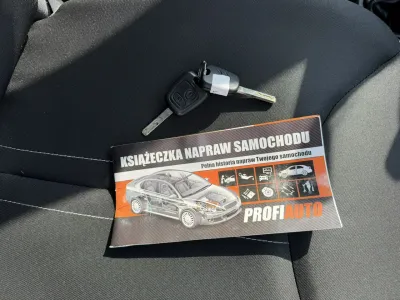 KSIĄŻECZKA NAPRAW SAMOCHODU
Pełna historia napraw Twojego samochodu
PROFIAUTO